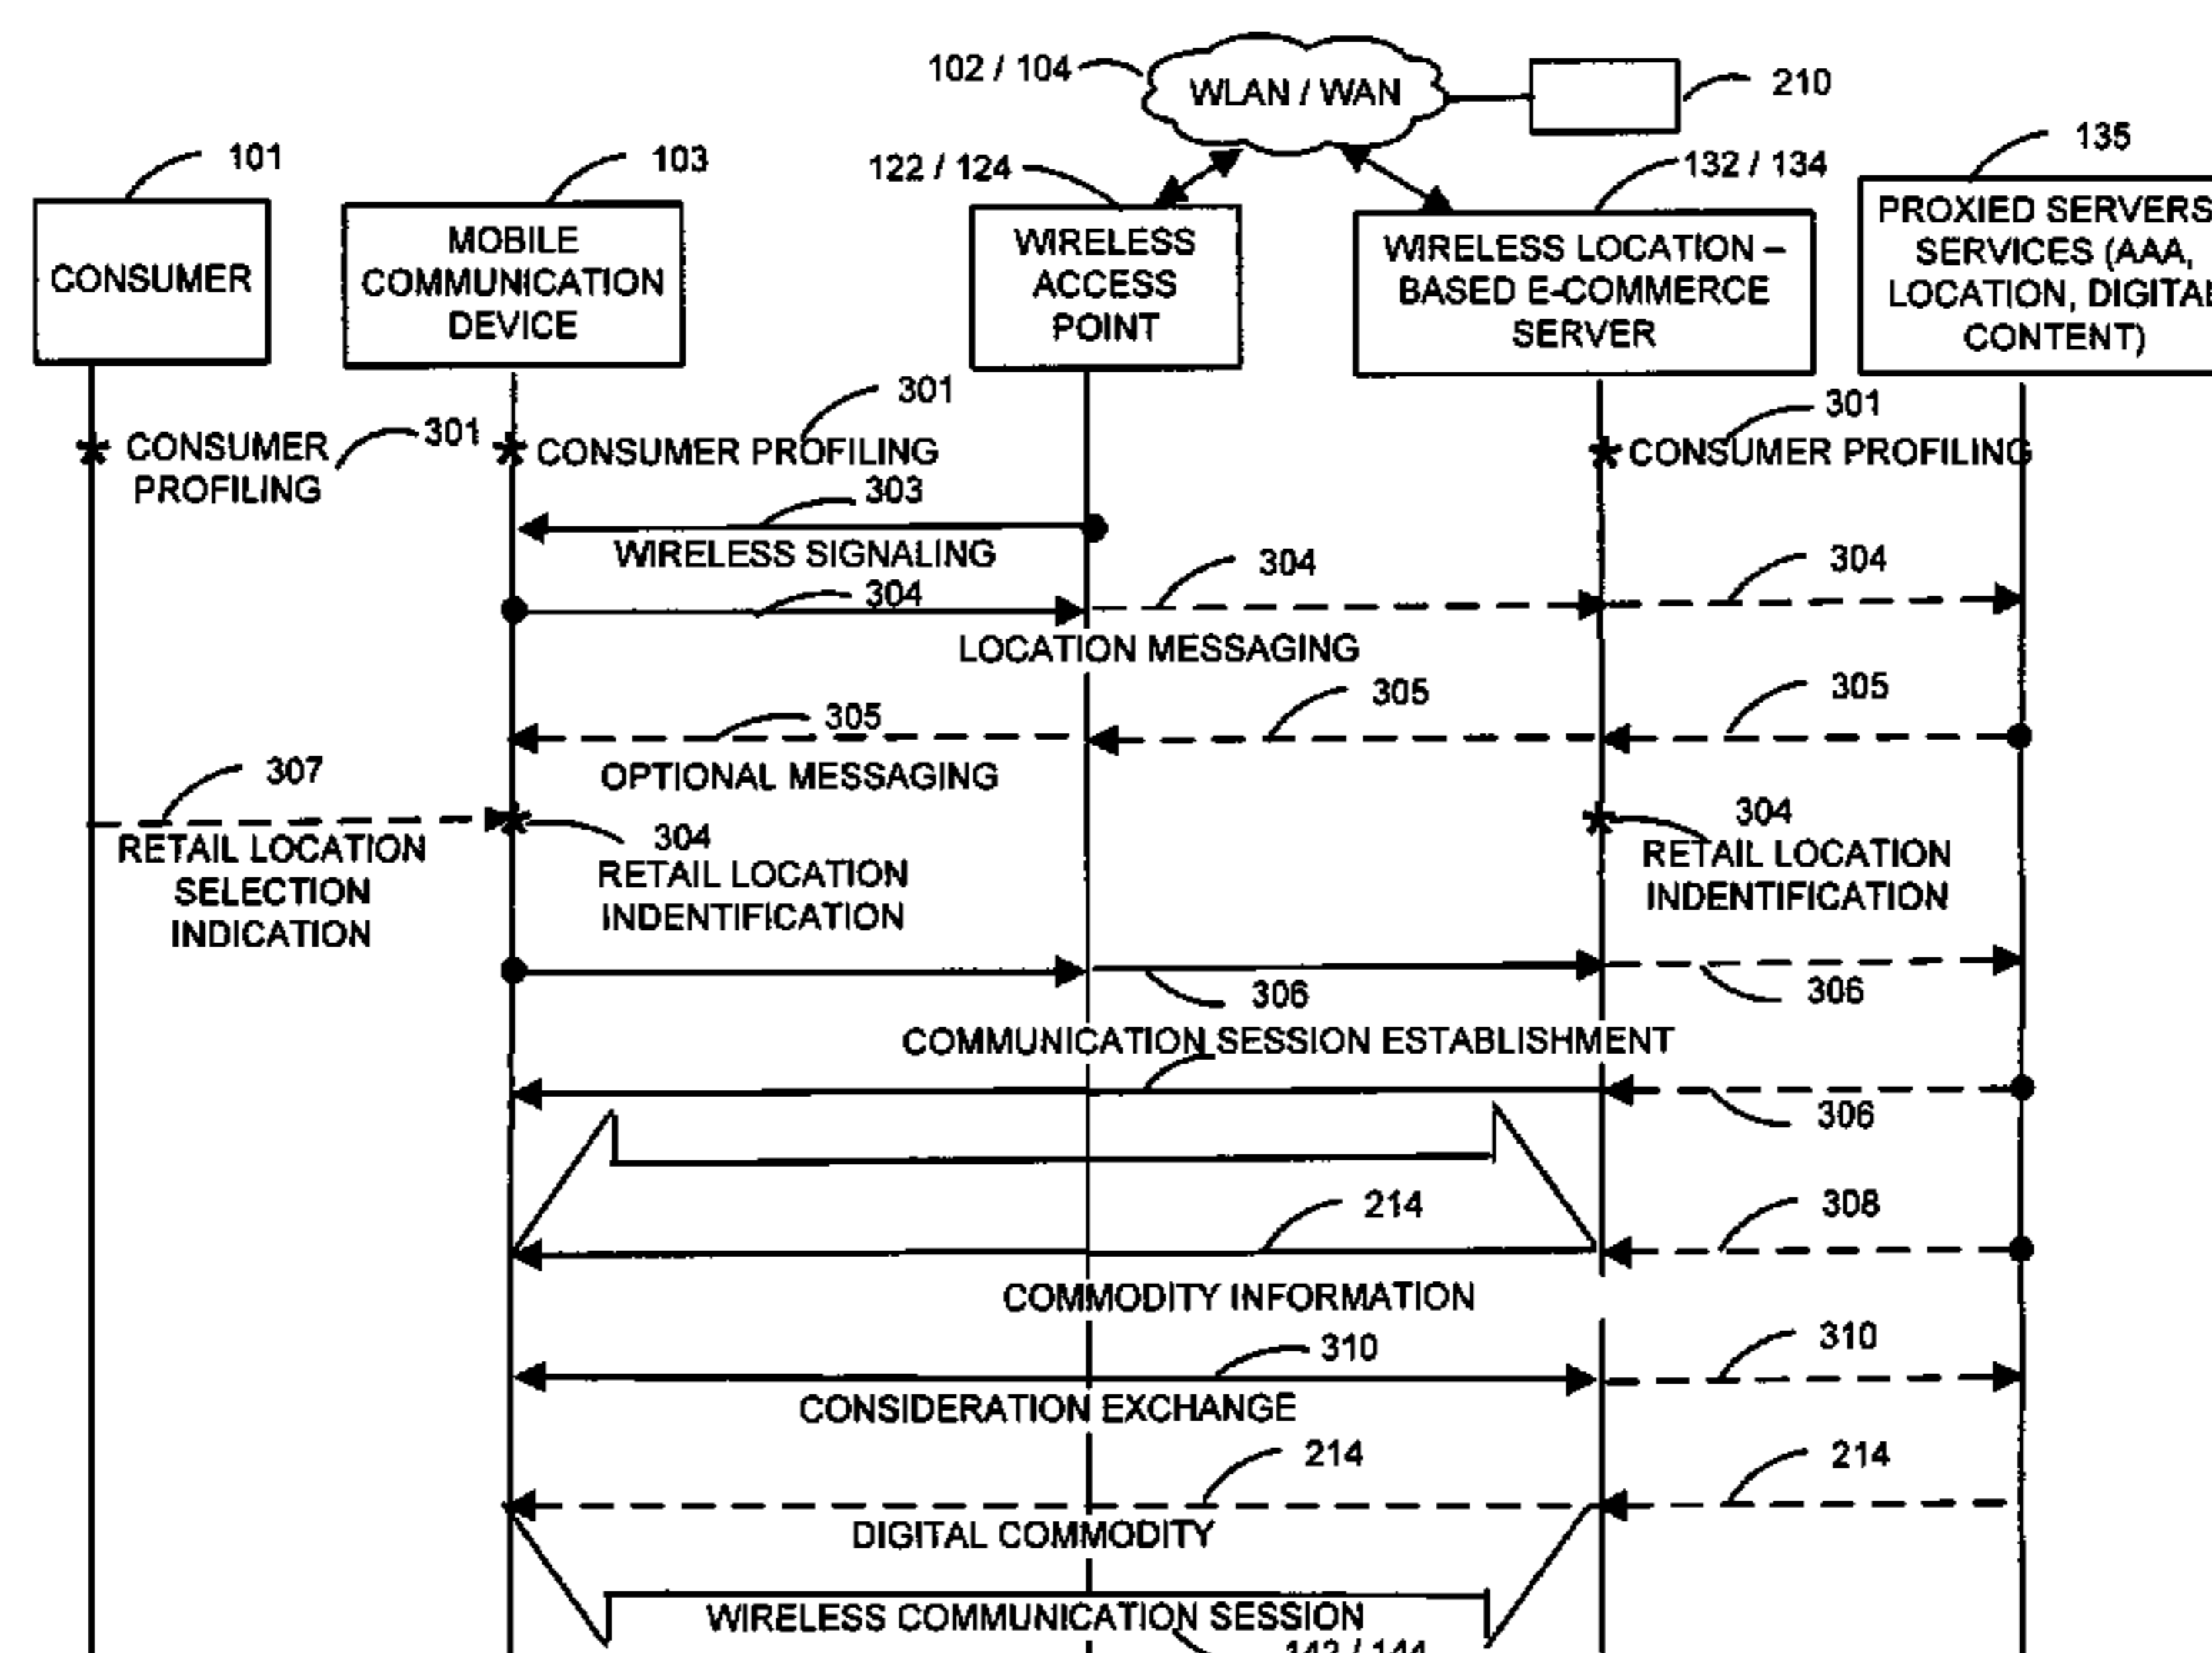 102 / 104
WLAN / WAN
210
101
103
122 / 124
132 / 134
135
CONSUMER
MOBILE
COMMUNICATION
DEVICE
WIRELESS
ACCESS
POINT
WIRELESS LOCATION –
BASED E-COMMERCE
SERVER
PROXIED SERVERS
SERVICES (AAA,
LOCATION, DIGITAL
CONTENT)
301
301
301
CONSUMER
PROFILING
CONSUMER PROFILING
CONSUMER PROFILING
303
WIRELESS SIGNALING
304
304
304
LOCATION MESSAGING
305
305
305
OPTIONAL MESSAGING
307
RETAIL LOCATION
SELECTION
INDICATION
304
RETAIL LOCATION
INDENTIFICATION
304
RETAIL LOCATION
INDENTIFICATION
306
306
COMMUNICATION SESSION ESTABLISHMENT
306
214
308
COMMODITY INFORMATION
310
310
CONSIDERATION EXCHANGE
214
214
DIGITAL COMMODITY
WIRELESS COMMUNICATION SESSION
142 / 144